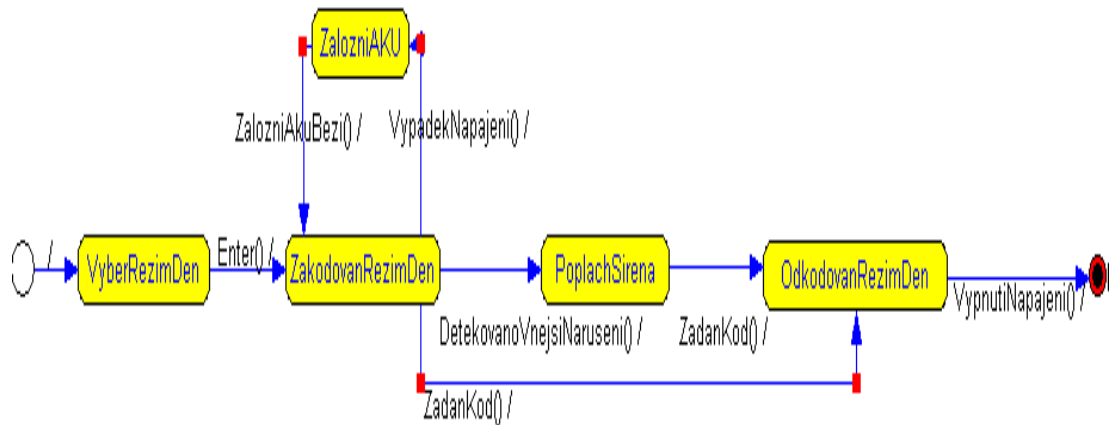 ZalozniAKU
ZalozniAkuBezi() /
VypadekNapajeni() /
/
VyberRezimDen
Enter() /
ZakodovanRezimDen
PoplachSirena
OdkodovanRezimDen
VypnutiNapajeni() /
DetekovanoVnejsiNaruseni() /
ZadanKod() /
ZadanKod() /